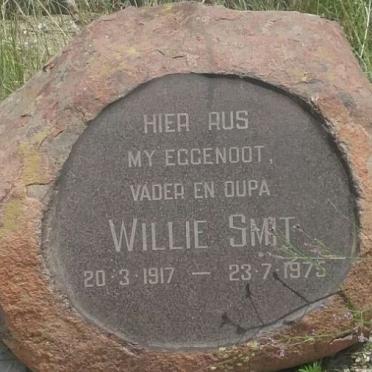 HIER RUS
MY EGGENOOT,
VADER EN OUPA
WILLIE SMIT
20·3·1917 — 23·7·1975